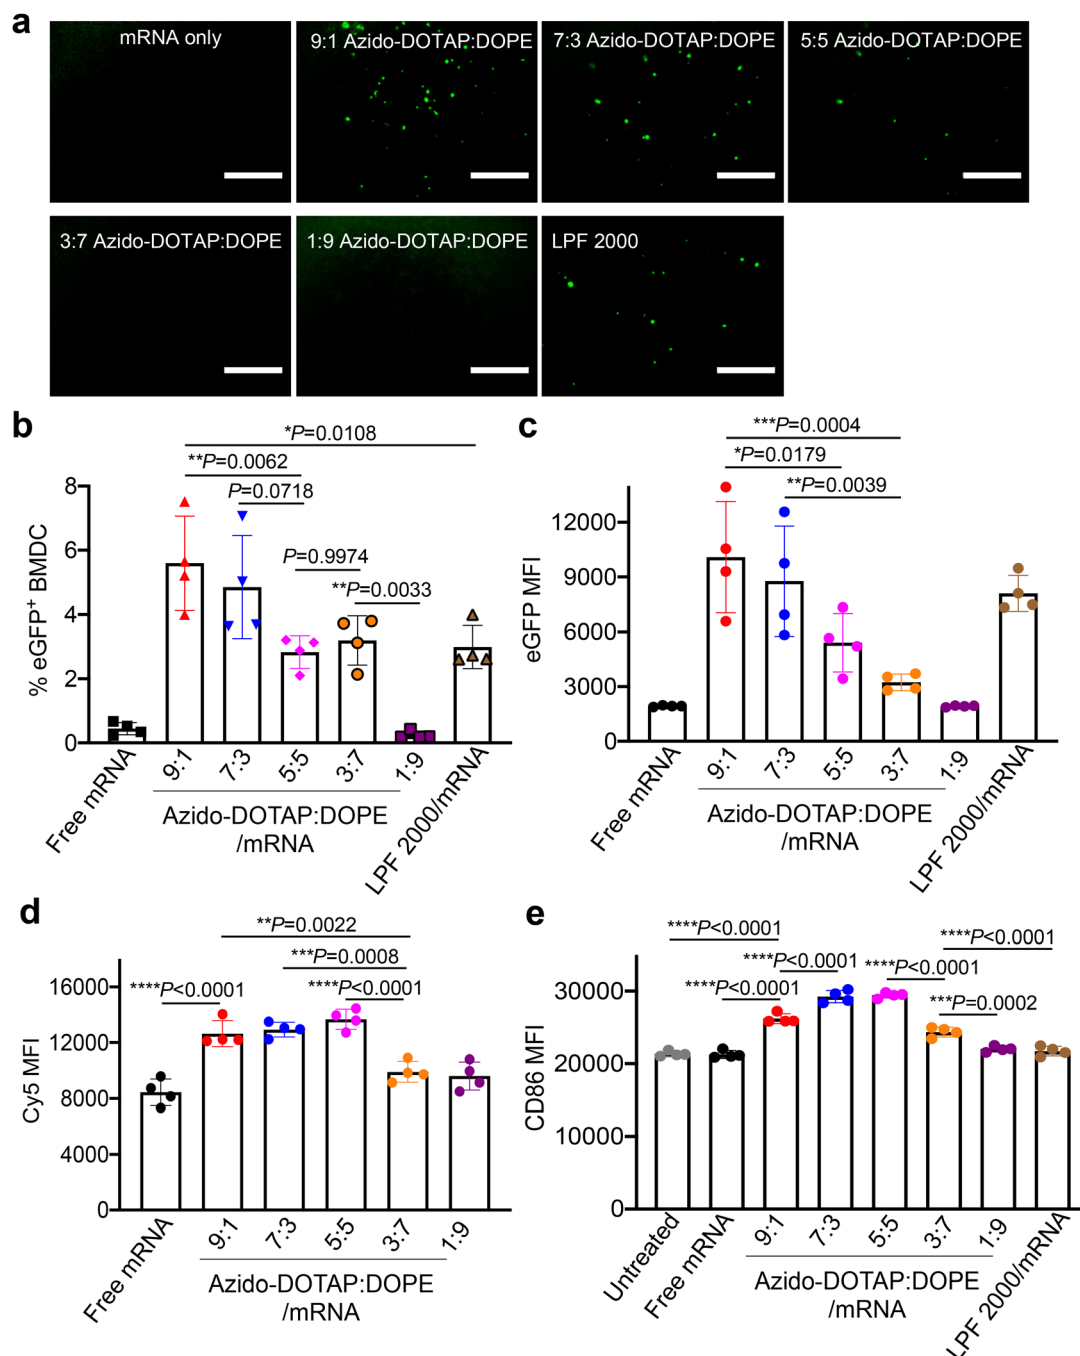 a
mRNA only
9:1 Azido-DOTAP:DOPE
7:3 Azido-DOTAP:DOPE
5:5 Azido-DOTAP:DOPE
3:7 Azido-DOTAP:DOPE
1:9 Azido-DOTAP:DOPE
LPF 2000
b
*P=0.0108
**P=0.0062
P=0.0718
P=0.9974
**P=0.0033
% eGFP+ BMDC
8
6
4
2
0
Free mRNA
9:1
7:3
5:5
3:7
1:9
LPF 2000/mRNA
Azido-DOTAP:DOPE
/mRNA
c
***P=0.0004
*P=0.0179
**P=0.0039
eGFP MFI
12000
9000
6000
3000
0
Free mRNA
9:1
7:3
5:5
3:7
1:9
LPF 2000/mRNA
Azido-DOTAP:DOPE
/mRNA
d
**P=0.0022
***P=0.0008
****P<0.0001
****P<0.0001
Cy5 MFI
16000
12000
8000
4000
0
Free mRNA
9:1
7:3
5:5
3:7
1:9
Azido-DOTAP:DOPE
/mRNA
e
****P<0.0001
****P<0.0001
****P<0.0001
****P<0.0001
****P<0.0001
***P=0.0002
CD86 MFI
30000
20000
10000
0
Untreated
Free mRNA
9:1
7:3
5:5
3:7
1:9
LPF 2000/mRNA
Azido-DOTAP:DOPE
/mRNA